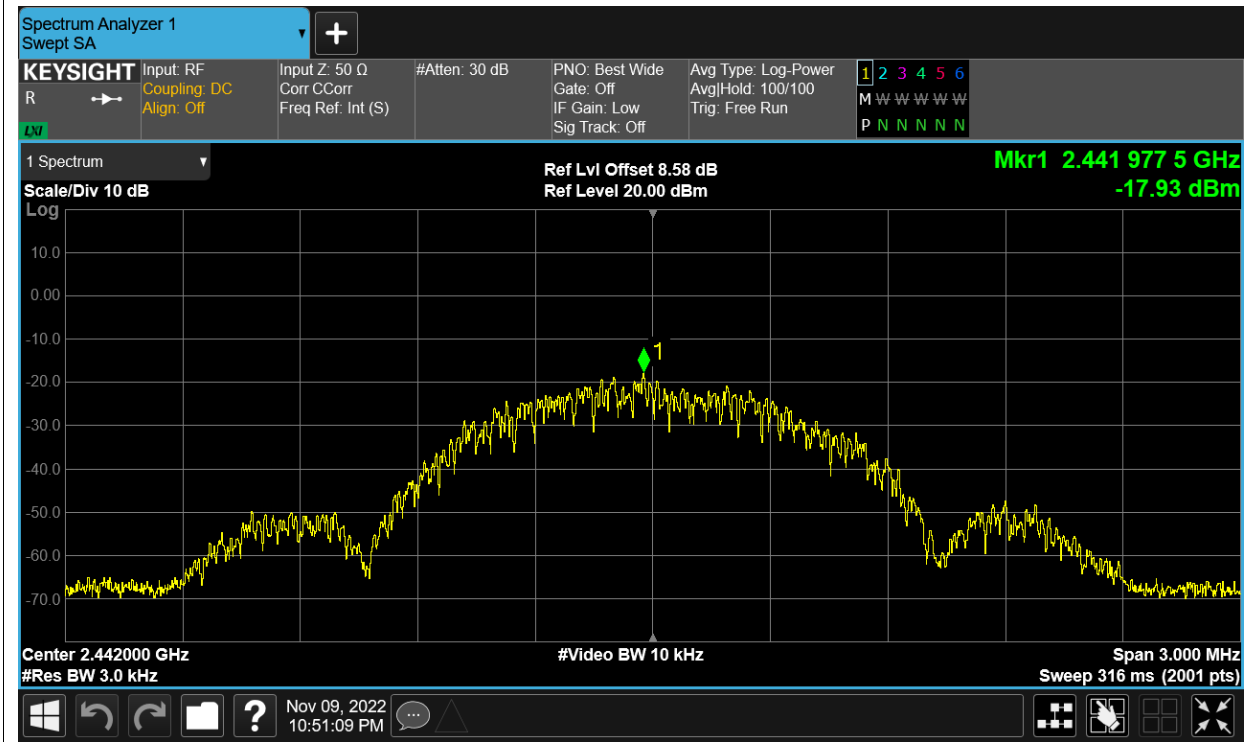 Spectrum Analyzer 1
Swept SA
+
KEYSIGHT
R
LXI
Input: RF
Coupling: DC
Align: Off
Input Z: 50 Ω
Corr CCorr
Freq Ref: Int (S)
#Atten: 30 dB
PNO: Best Wide
Gate: Off
IF Gain: Low
Sig Track: Off
Avg Type: Log-Power
Avg|Hold: 100/100
Trig: Free Run
1 2 3 4 5 6
M W W W W W
P N N N N N
1 Spectrum
Scale/Div 10 dB
Log
Ref Lvl Offset 8.58 dB
Ref Level 20.00 dBm
Mkr1 2.441 977 5 GHz
-17.93 dBm
10.0
0.00
-10.0
-20.0
-30.0
-40.0
-50.0
-60.0
-70.0
1
Center 2.442000 GHz
#Res BW 3.0 kHz
#Video BW 10 kHz
Span 3.000 MHz
Sweep 316 ms (2001 pts)
?
Nov 09, 2022
10:51:09 PM